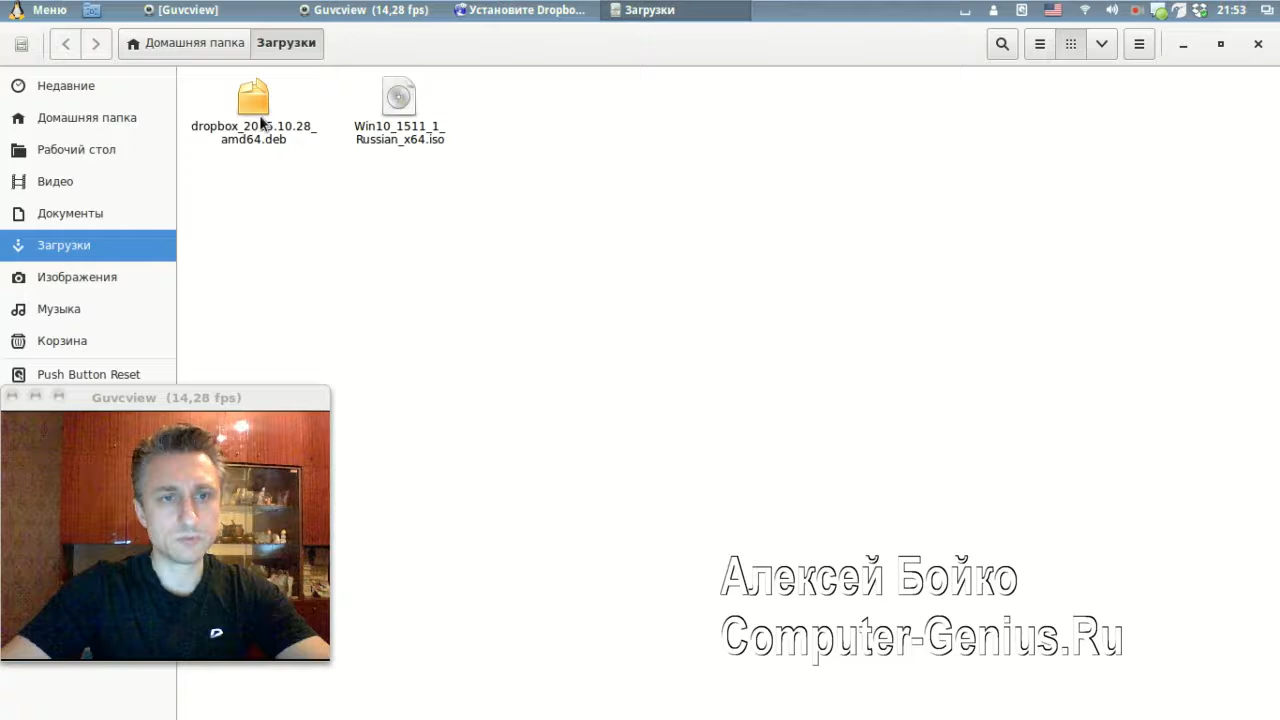 Меню
[Guvcview]
Guvcview (14,28 fps)
Установите Dropbo...
Загрузки
21:53
Домашняя папка
Загрузки
Недавние
Домашняя папка
Рабочий стол
Видео
Документы
Загрузки
Изображения
Музыка
Корзина
Push Button Reset
dropbox_2015.10.28_
amd64.deb
Win10_1511_1_
Russian_x64.iso
Guvcview (14,28 fps)
Алексей Бойко
Computer-Genius.Ru